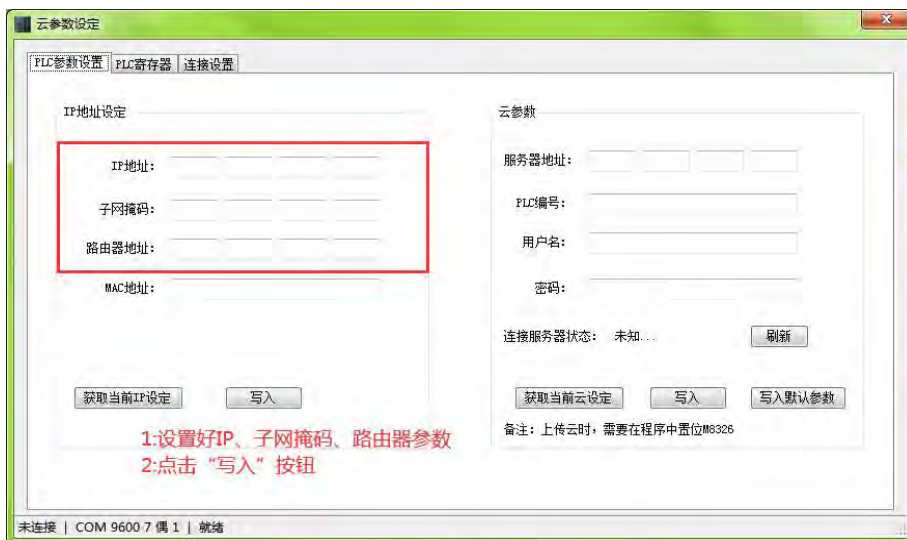 云参数设定
PLC参数设置 PLC寄存器 连接设置
IP地址设定
IP地址:
子网掩码:
路由器地址:
MAC地址:
获取当前IP设定 写入
1:设置好IP、子网掩码、路由器参数
2:点击“写入”按钮
云参数
服务器地址:
PLC编号:
用户名:
密码:
连接服务器状态: 未知... 刷新
获取当前云设定 写入 写入默认参数
备注: 上传云时, 需要在程序中置位M8326
未连接 | COM 9600 7 偶 1 | 就绪